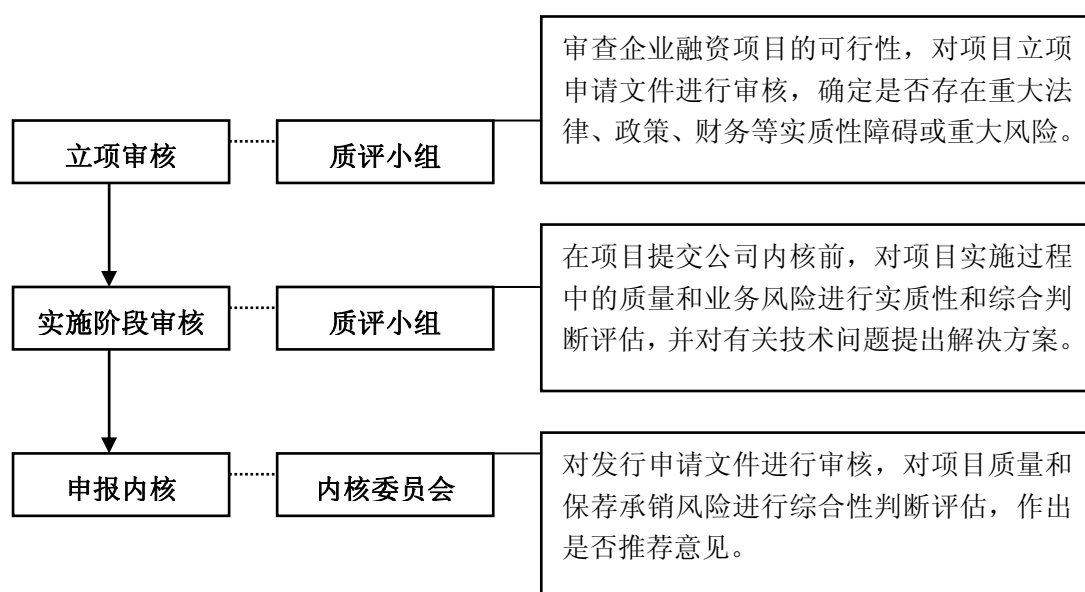 立项审核
质评小组
审查企业融资项目的可行性，对项目立项
申请文件进行审核，确定是否存在重大法
律、政策、财务等实质性障碍或重大风险。
实施阶段审核
质评小组
在项目提交公司内核前，对项目实施过程
中的质量和业务风险进行实质性和综合判
断评估，并对有关技术问题提出解决方案。
申报内核
内核委员会
对发行申请文件进行审核，对项目质量和
保荐承销风险进行综合性判断评估，作出
是否推荐意见。